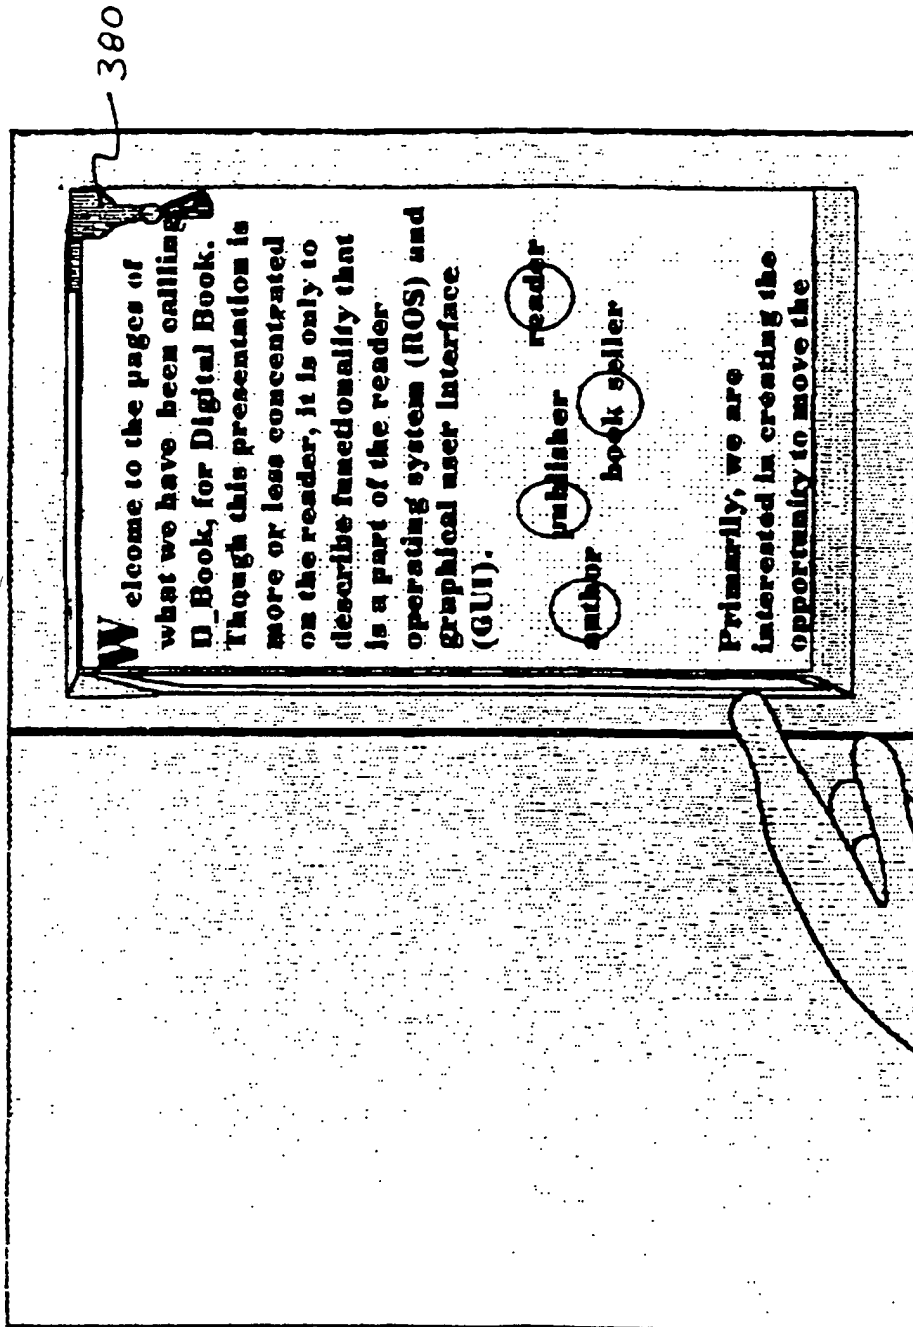 380
Welcome to the pages of
what we have been callling
D_Book, for Digital Book.
Though this presentation is
more or less concentrated
on the reader, it is only to
describe funcdonality that
is a part of the reader
operating system (ROS) and
graphical user interface
(GUI).
author publisher reader
book seller
Primarily, we are
interested in creating the
opportunity to move the